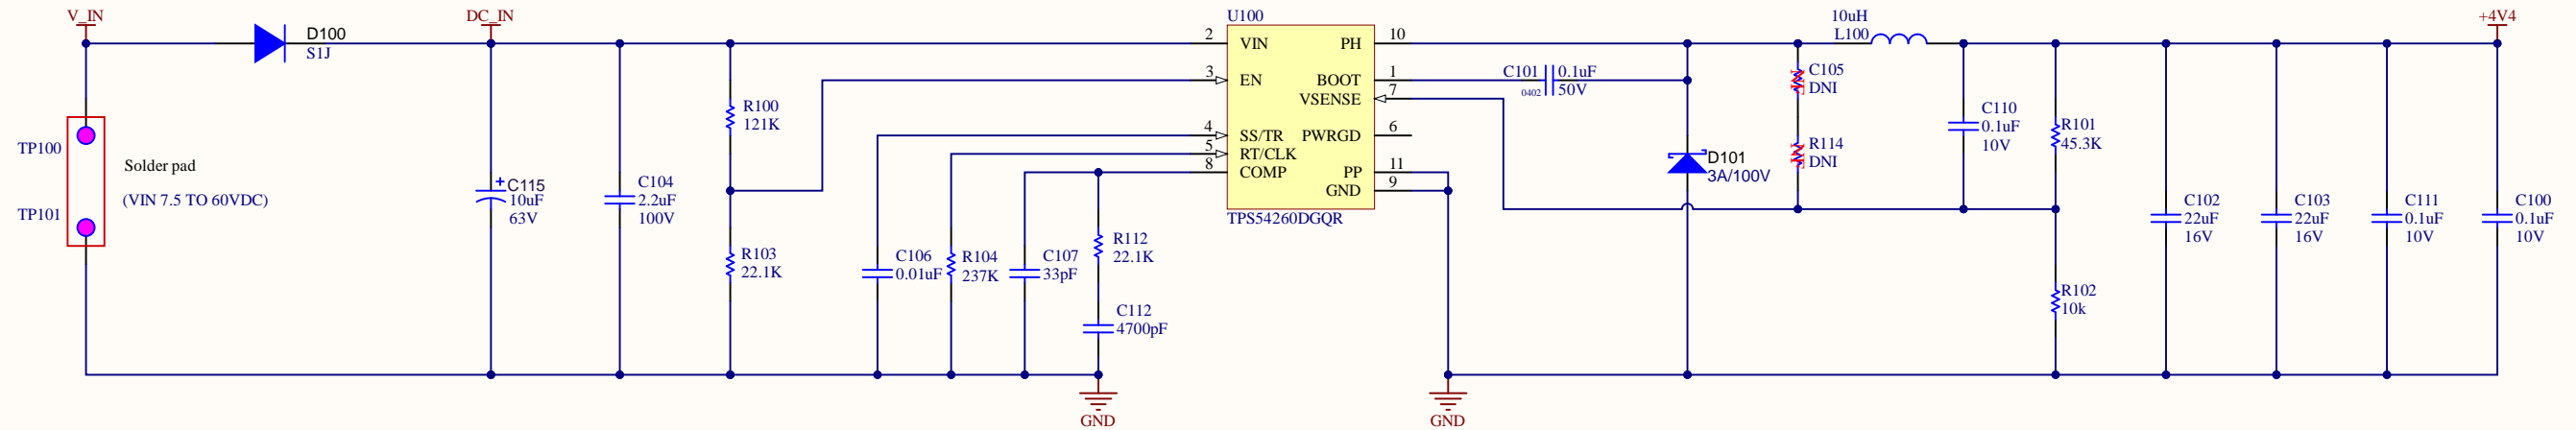 V_IN
D100
S1J
TP100
TP101
Solder pad
(VIN 7.5 TO 60VDC)
DC_IN
+
C115
10uF
63V
C104
2.2uF
100V
R100
121K
R103
22.1K
C106
0.01uF
R104
237K
C107
33pF
R112
22.1K
C112
4700pF
GND
U100
2
VIN
3
EN
4
SS/TR
5
RT/CLK
8
COMP
PH
10
BOOT
1
VSENSE
7
PWRGD
6
PP
11
GND
9
TPS54260DGQR
GND
C101
0.1uF
0402
50V
D101
3A/100V
C105
DNI
R114
DNI
10uH
L100
C110
0.1uF
10V
R101
45.3K
R102
10k
C102
22uF
16V
C103
22uF
16V
C111
0.1uF
10V
C100
0.1uF
10V
+4V4